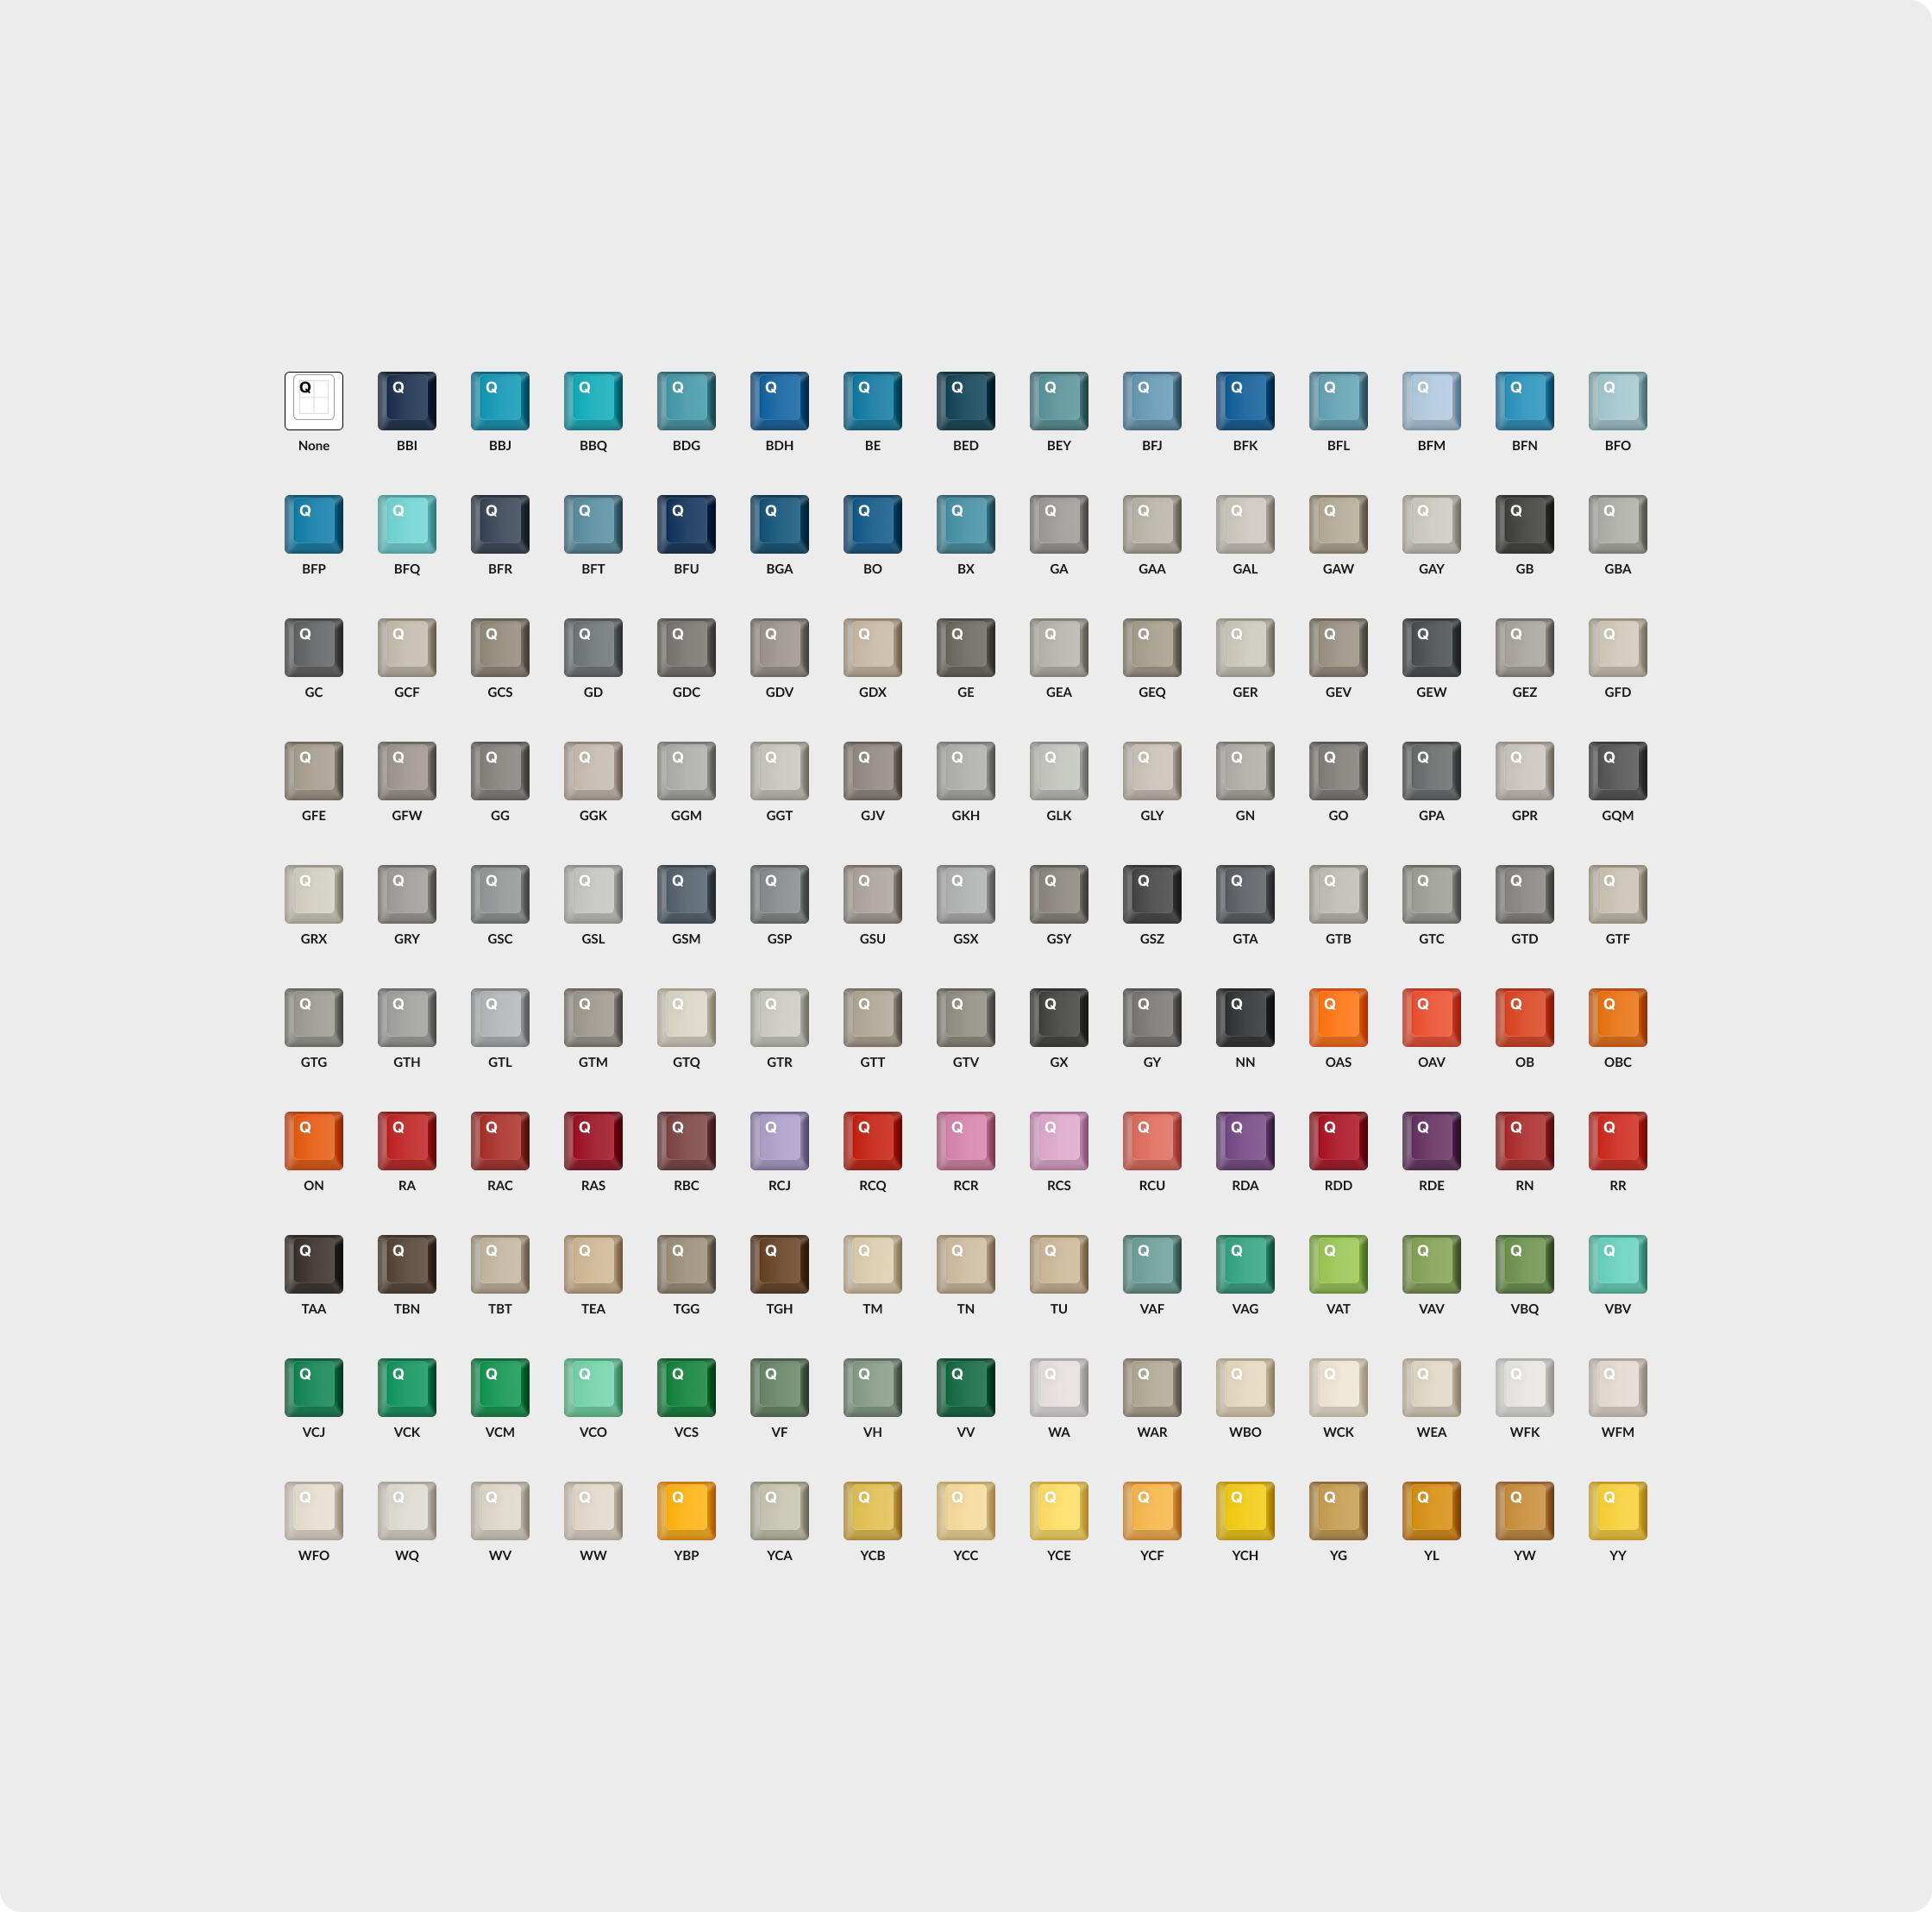 Q Q Q Q Q Q Q Q Q Q Q Q Q Q Q
None BBI BBJ BBQ BDG BDH BE BED BEY BFJ BFK BFL BFM BFN BFO
Q Q Q Q Q Q Q Q Q Q Q Q Q Q Q
BFP BFQ BFR BFT BFU BGA BO BX GA GAA GAL GAW GAY GB GBA
Q Q Q Q Q Q Q Q Q Q Q Q Q Q Q
GC GCF GCS GD GDC GDV GDX GE GEA GEQ GER GEV GEW GEZ GFD
Q Q Q Q Q Q Q Q Q Q Q Q Q Q Q
GFE GFW GG GGK GGM GGT GJV GKH GLK GLY GN GO GPA GPR GQM
Q Q Q Q Q Q Q Q Q Q Q Q Q Q Q
GRX GRY GSC GSL GSM GSP GSU GSX GSY GSZ GTA GTB GTC GTD GTF
Q Q Q Q Q Q Q Q Q Q Q Q Q Q Q
GTG GTH GTL GTM GTQ GTR GTT GTV GX GY NN OAS OAV OB OBC
Q Q Q Q Q Q Q Q Q Q Q Q Q Q Q
ON RA RAC RAS RBC RCJ RCQ RCR RCS RCU RDA RDD RDE RN RR
Q Q Q Q Q Q Q Q Q Q Q Q Q Q Q
TAA TBN TBT TEA TGG TGH TM TN TU VAF VAG VAT VAV VBQ VBV
Q Q Q Q Q Q Q Q Q Q Q Q Q Q Q
VCJ VCK VCM VCO VCS VF VH VV WA WAR WBO WCK WEA WFK WFM
Q Q Q Q Q Q Q Q Q Q Q Q Q Q Q
WFO WQ WV WW YBP YCA YCB YCC YCE YCF YCH YG YL YW YY